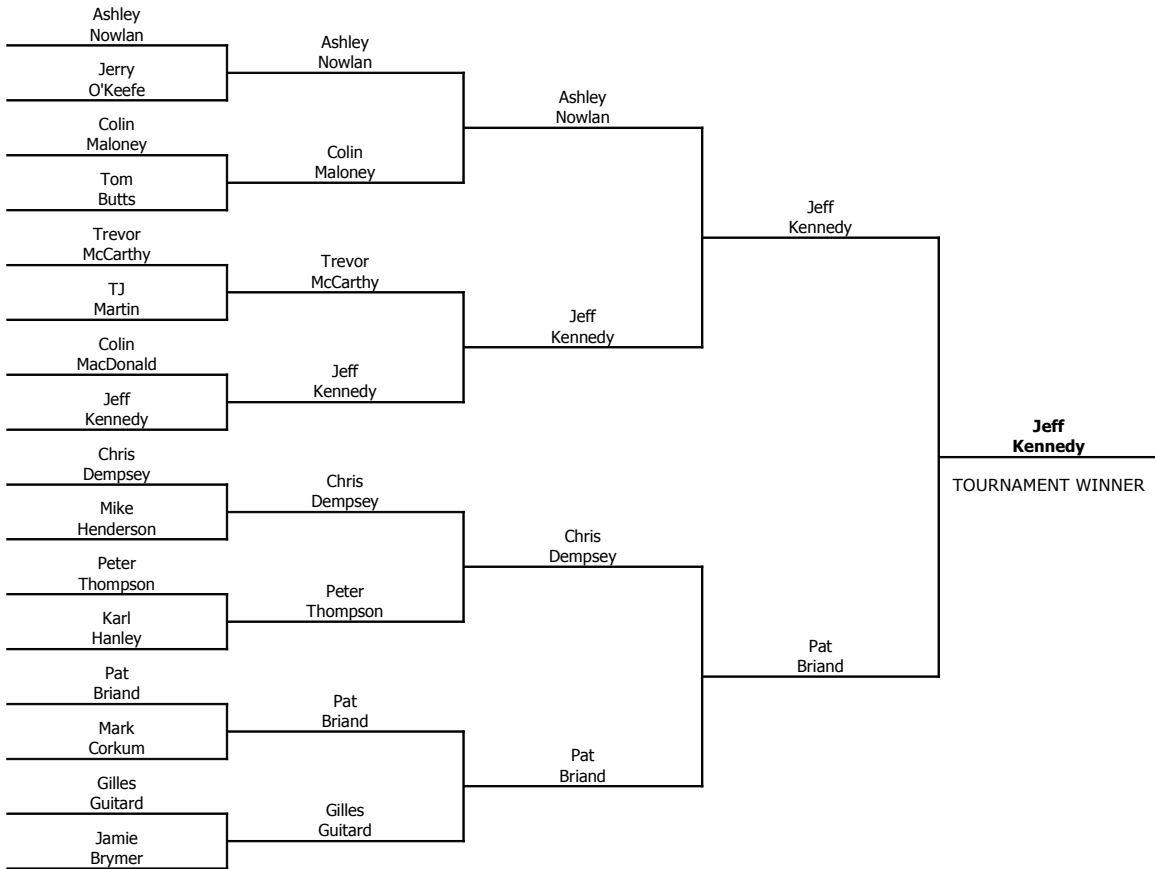 Ashley
Nowlan
Jerry
O'Keefe
Colin
Maloney
Tom
Butts
Trevor
McCarthy
TJ
Martin
Colin
MacDonald
Jeff
Kennedy
Chris
Dempsey
Mike
Henderson
Peter
Thompson
Karl
Hanley
Pat
Briand
Mark
Corkum
Gilles
Guitard
Jamie
Brymer
Ashley
Nowlan
Colin
Maloney
Trevor
McCarthy
Jeff
Kennedy
Chris
Dempsey
Peter
Thompson
Pat
Briand
Gilles
Guitard
Ashley
Nowlan
Jeff
Kennedy
Chris
Dempsey
Pat
Briand
Jeff
Kennedy
Pat
Briand
Jeff
Kennedy
TOURNAMENT WINNER